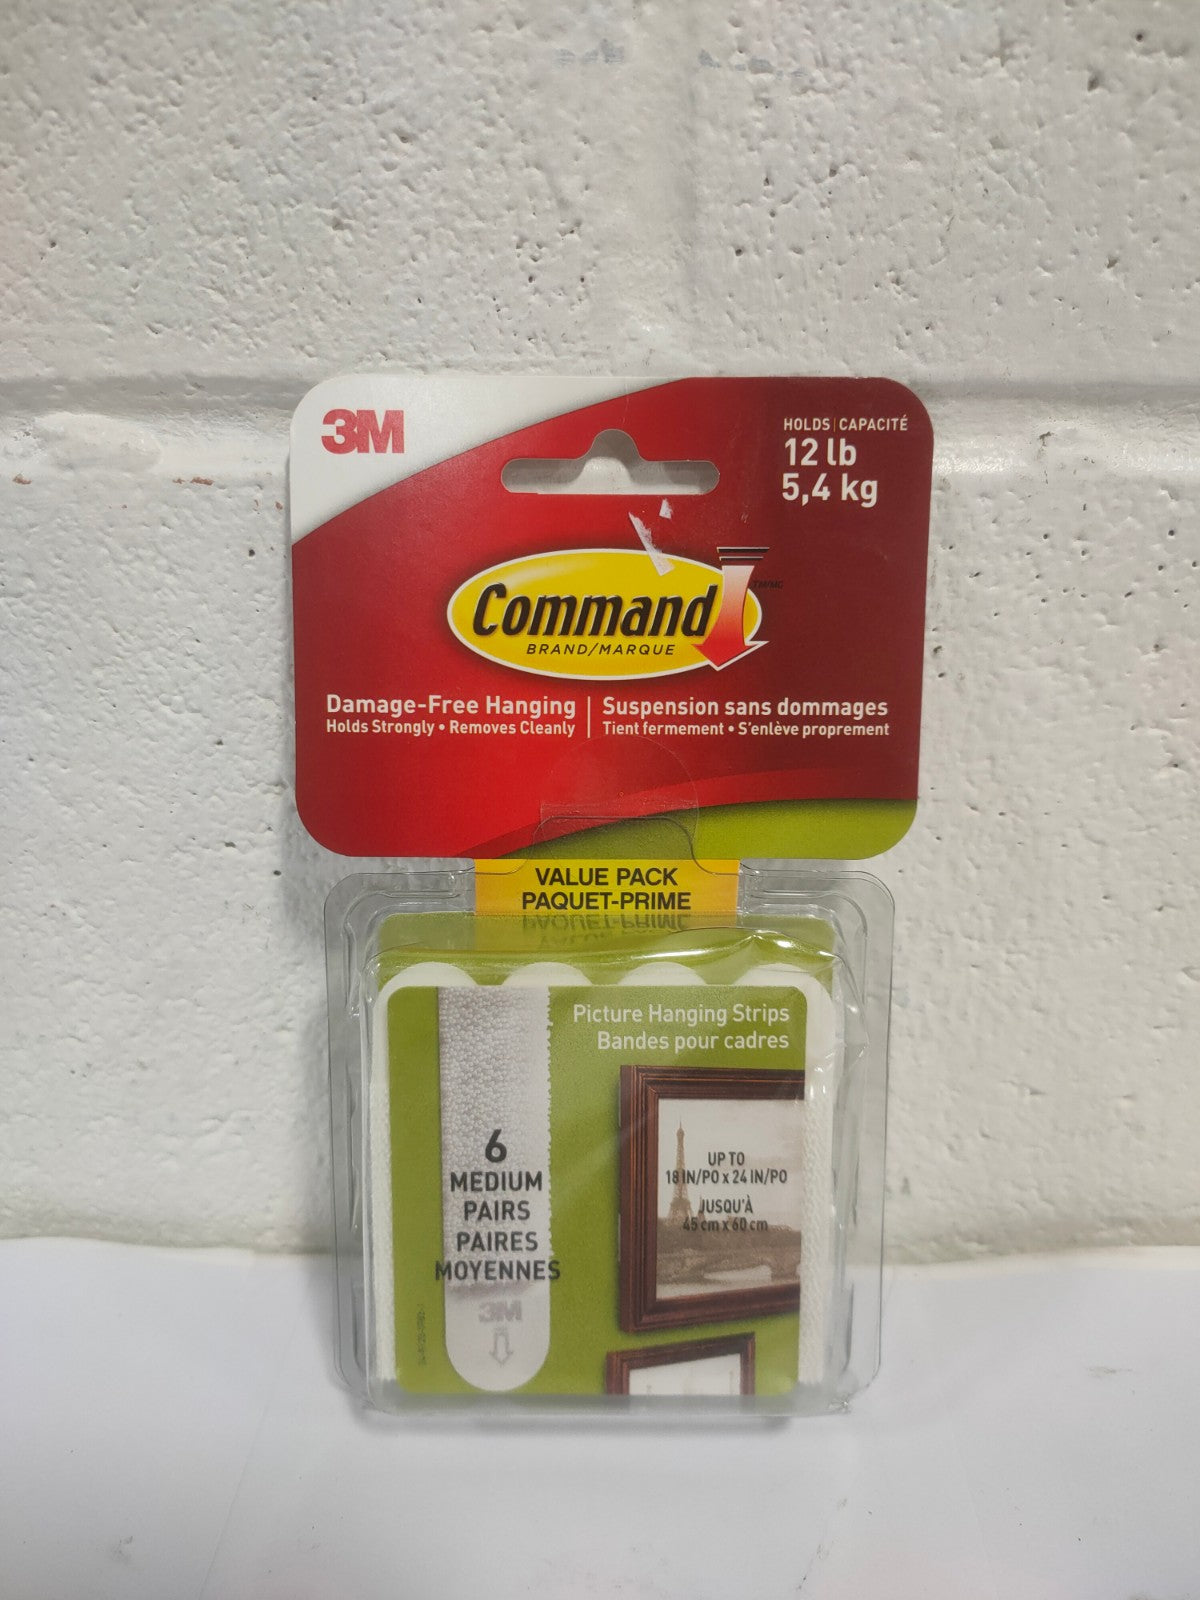 3M
HOLDS | CAPACITÉ
12 lb
5,4 kg
Command
TM/MC
BRAND/MARQUE
Damage-Free Hanging
Holds Strongly • Removes Cleanly
Suspension sans dommages
Tient fermement • S'enlève proprement
VALUE PACK
PAQUET-PRIME
Picture Hanging Strips
Bandes pour cadres
6
MEDIUM
PAIRS
PAIRES
MOYENNES
3M
UP TO
18 IN/PO x 24 IN/PO
JUSQU'À
45 cm x 60 cm